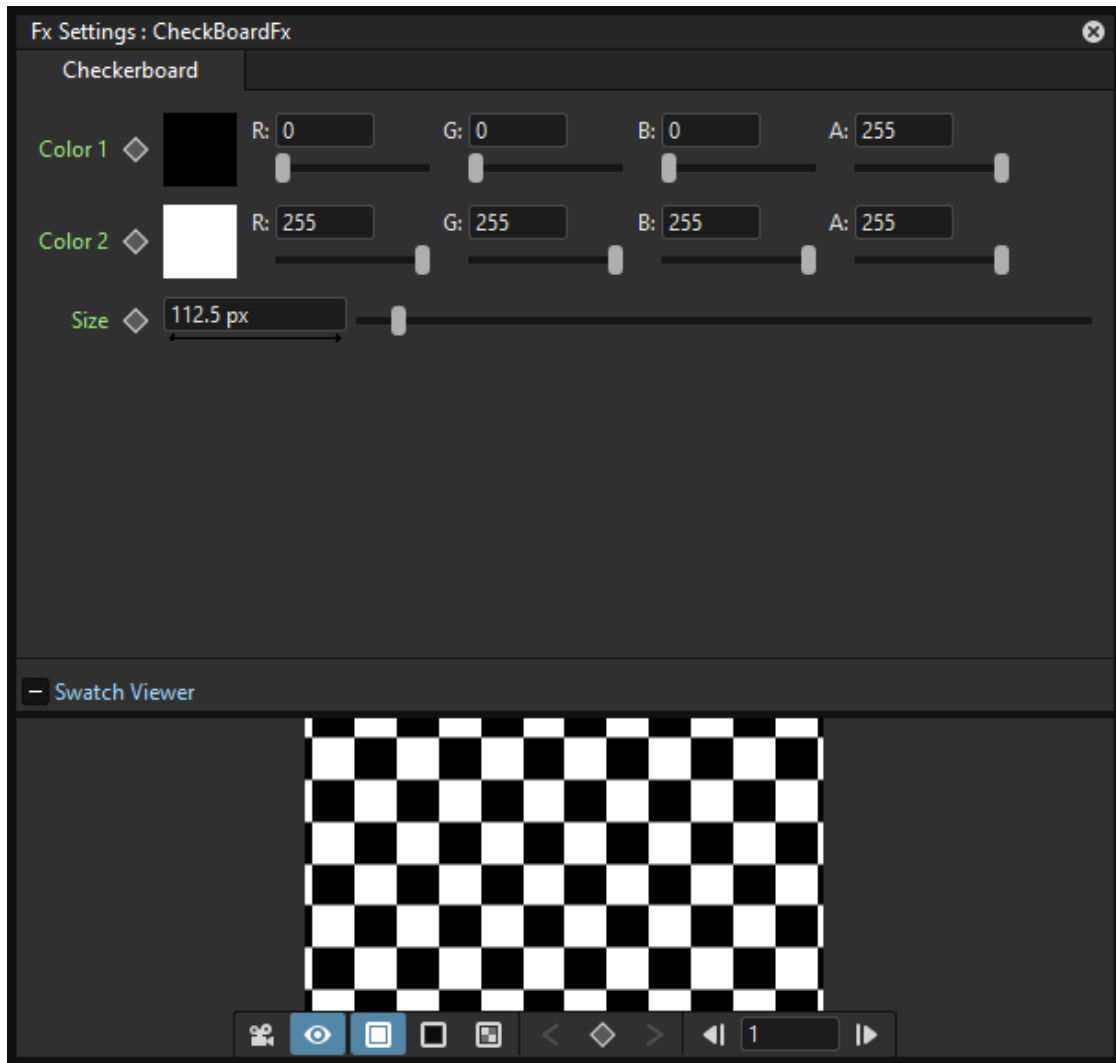 Fx Settings : CheckBoardFx
Checkerboard
Color 1 R: 0 G: 0 B: 0 A: 255
Color 2 R: 255 G: 255 B: 255 A: 255
Size 112.5 px
Swatch Viewer
1